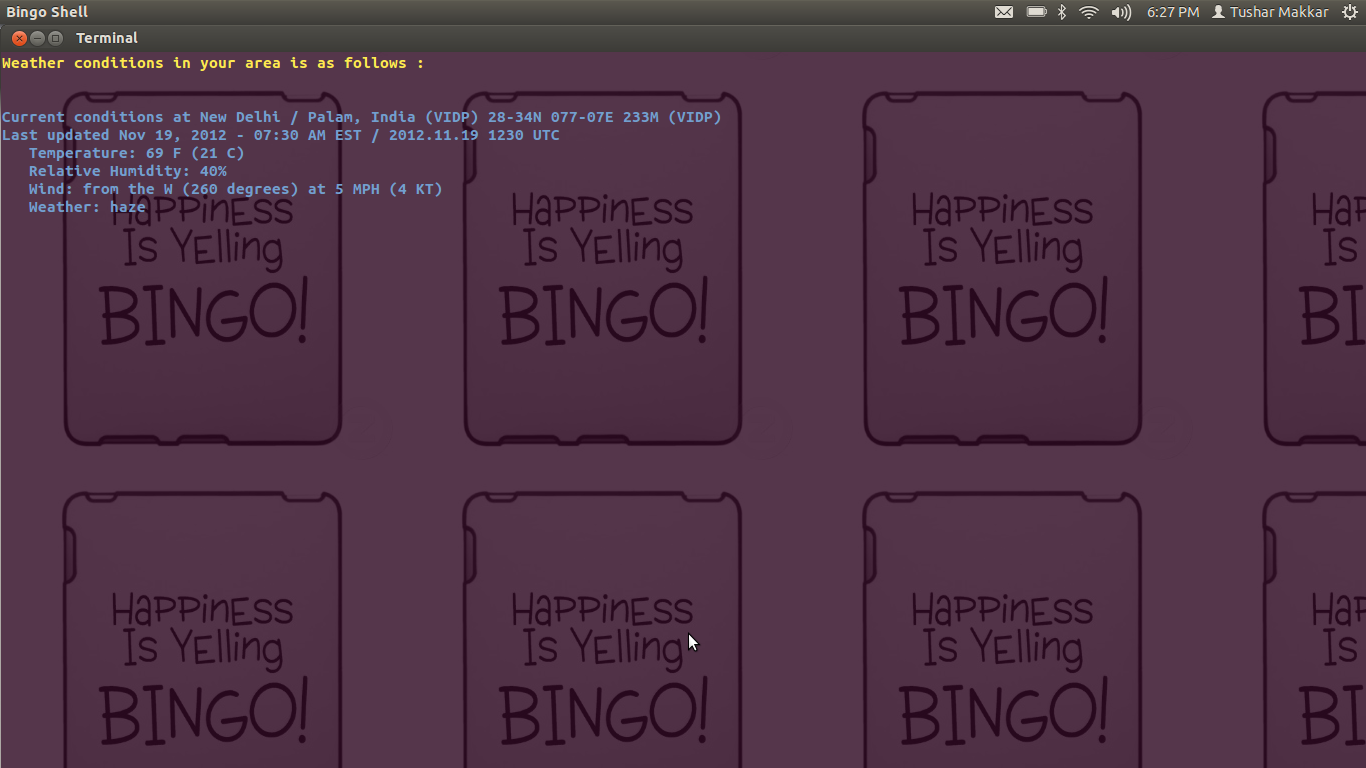 Bingo Shell
6:27 PM Tushar Makkar
Terminal
Weather conditions in your area is as follows :
Current conditions at New Delhi / Palam, India (VIDP) 28-34N 077-07E 233M (VIDP)
Last updated Nov 19, 2012 - 07:30 AM EST / 2012.11.19 1230 UTC
Temperature: 69 F (21 C)
Relative Humidity: 40%
Wind: from the W (260 degrees) at 5 MPH (4 KT)
Weather: haze
HaPPinESS HaPPinESS HaPPinESS HaP
Is YElling Is YElling Is YElling Is
BINGO! BINGO! BINGO! BI
HaPPinESS HaPPinESS HaPPinESS HaP
Is YElling Is YElling Is YElling Is
BINGO! BINGO! BINGO! BI